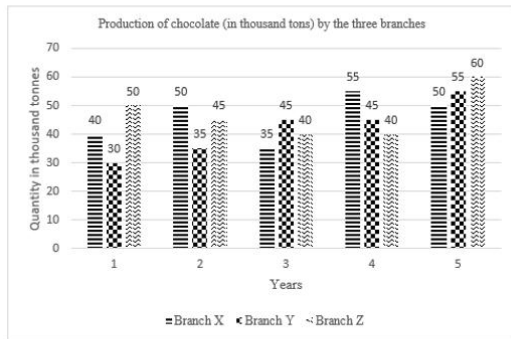 Production of chocolate (in thousand tons) by the three branches
Quantity in thousand tonnes
70
60
50
40
30
20
10
0
40 30 50
50 35 45
35 45 40
55 45 40
50 55 60
1 2 3 4 5
Years
Branch X Branch Y Branch Z